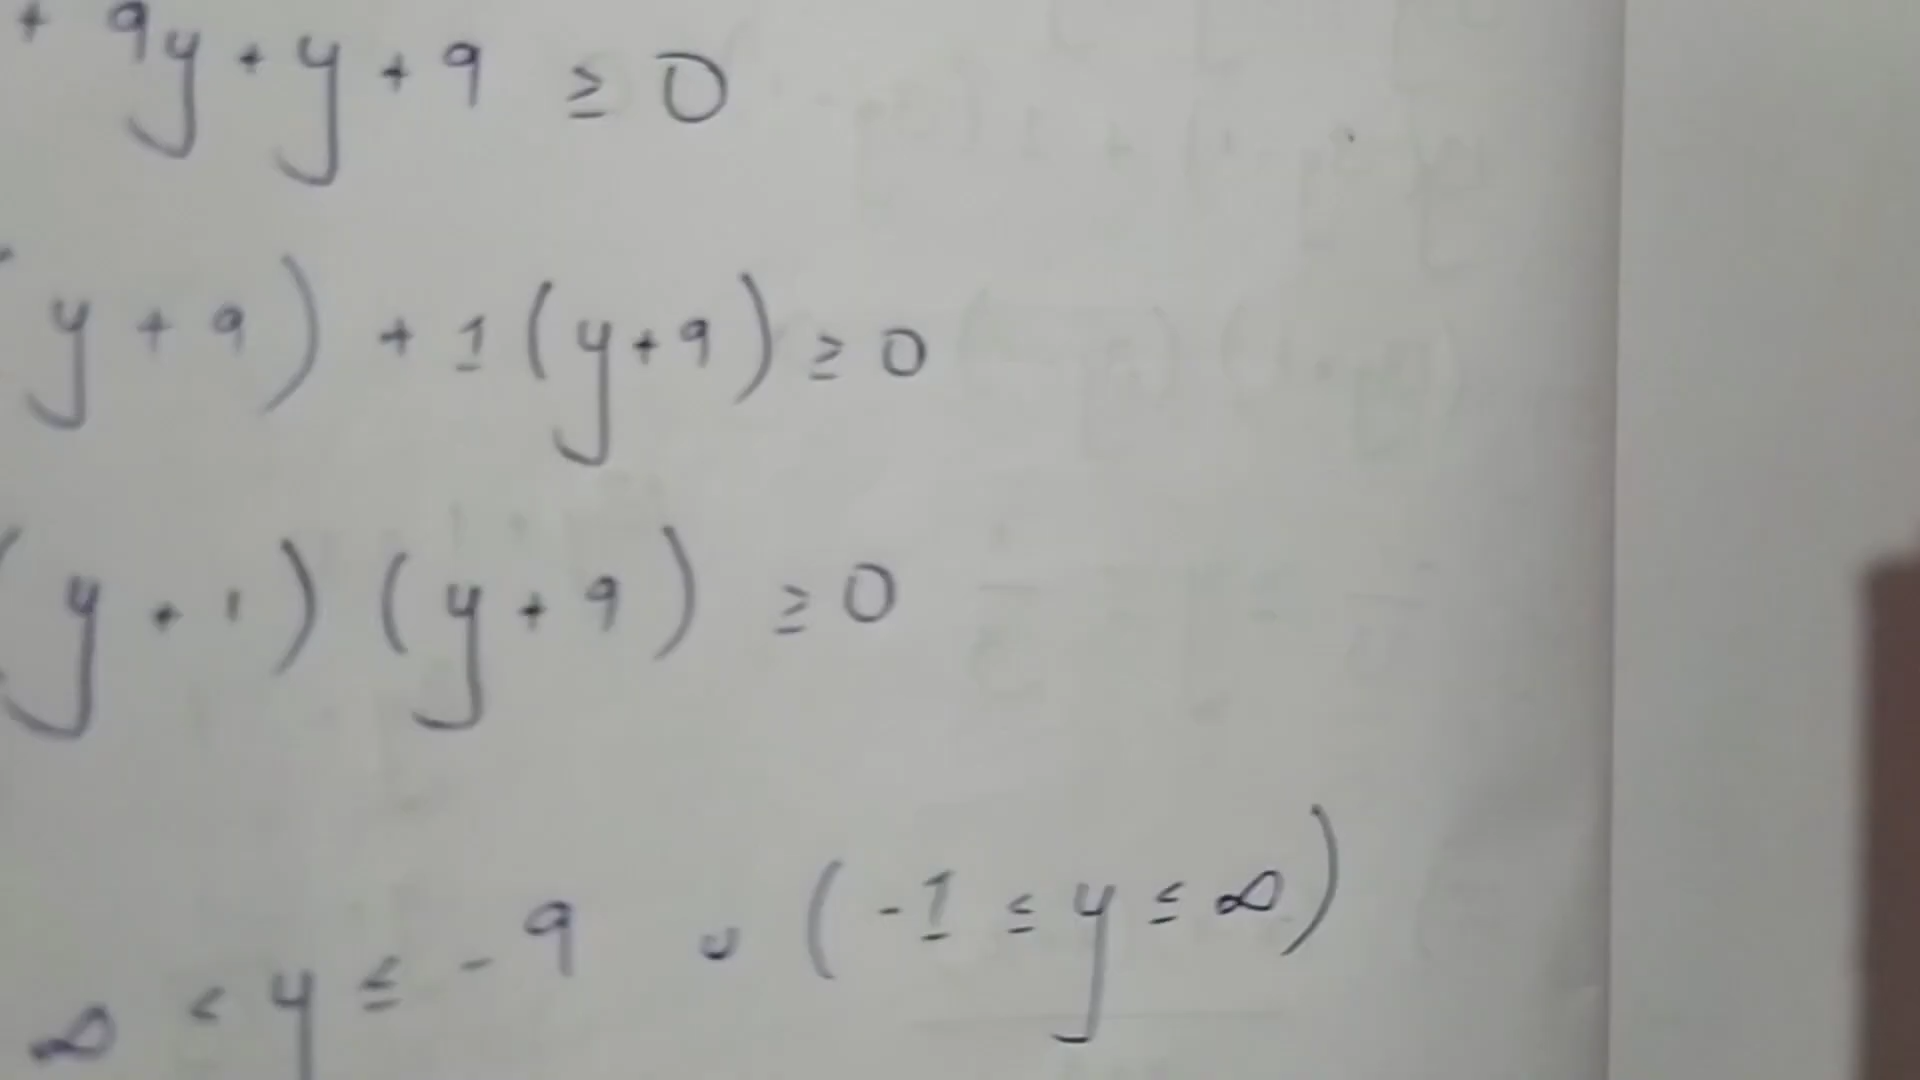 + 9y + y + 9 ≥ 0
y + 9) + 1(y + 9) ≥ 0
(y + 1)(y + 9) ≥ 0
∞ < y ≤ -9 ∪ (-1 ≤ y ≤ ∞)